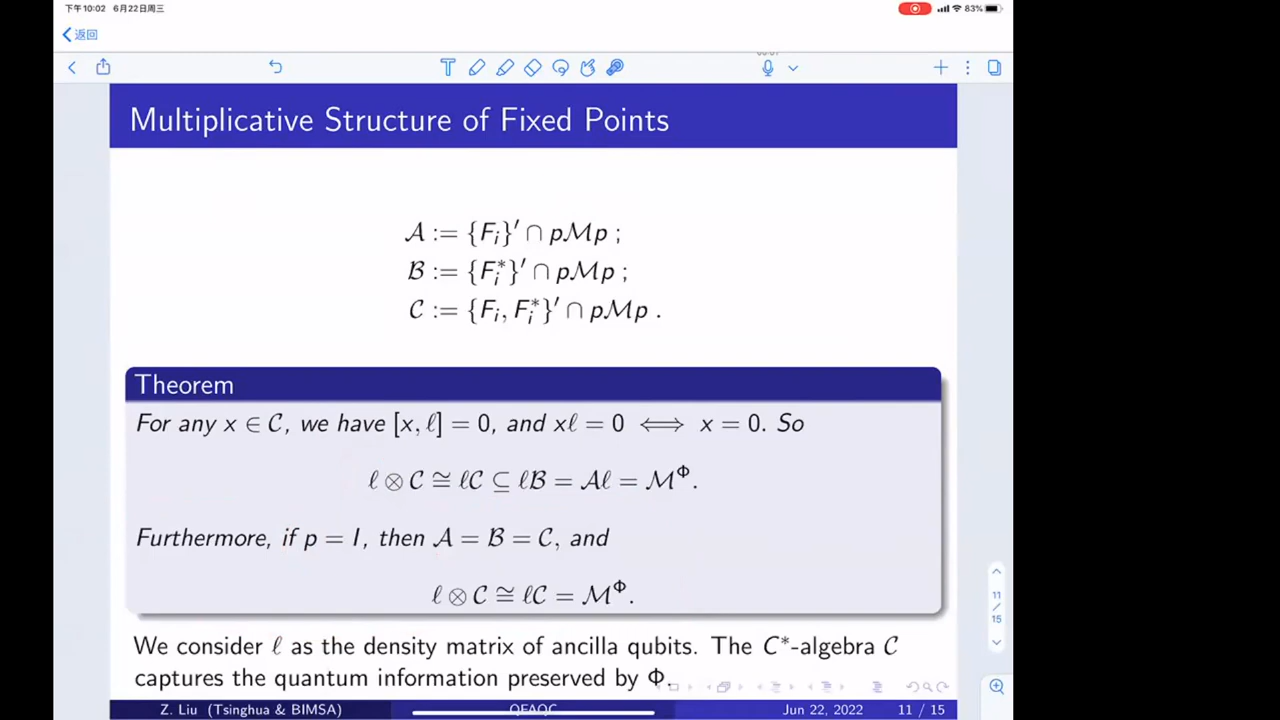 下午10:02 6月22日周三
83%
返回
Multiplicative Structure of Fixed Points
𝒜 := {F_i}′ ∩ pℳp ;
ℬ := {F_i^*}′ ∩ pℳp ;
𝒞 := {F_i, F_i^*}′ ∩ pℳp .
Theorem
For any x ∈ 𝒞, we have [x, ℓ] = 0, and xℓ = 0 ⟺ x = 0. So
ℓ ⊗ 𝒞 ≅ ℓ𝒞 ⊆ ℓℬ = 𝒜ℓ = ℳ^Φ.
Furthermore, if p = I, then 𝒜 = ℬ = 𝒞, and
ℓ ⊗ 𝒞 ≅ ℓ𝒞 = ℳ^Φ.
We consider ℓ as the density matrix of ancilla qubits. The C*-algebra 𝒞
captures the quantum information preserved by Φ.
Z. Liu (Tsinghua & BIMSA) QFAQC Jun 22, 2022 11 / 15
11
/
15